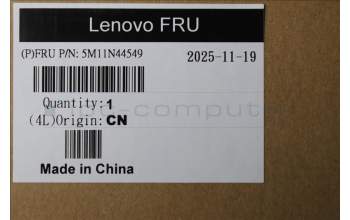 Lenovo FRU
(P)FRU P/N: 5M11N44549 2025-11-19
Quantity:1
(4L)Origin:CN
Made in China